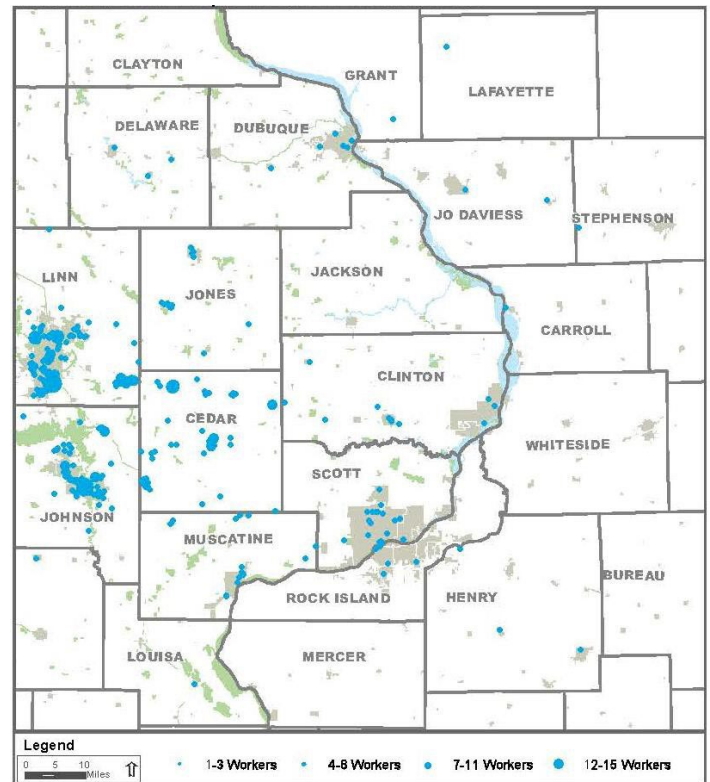 CLAYTON
GRANT
LAFAYETTE
DELAWARE
DUBUQUE
JO DAVIESS
STEPHENSON
LINN
JONES
JACKSON
CARROLL
CLINTON
CEDAR
WHITESIDE
SCOTT
JOHNSON
MUSCATINE
BUREAU
ROCK ISLAND
HENRY
LOUISA
MERCER
Legend
0 5 10
Miles
1-3 Workers
4-6 Workers
7-11 Workers
12-15 Workers